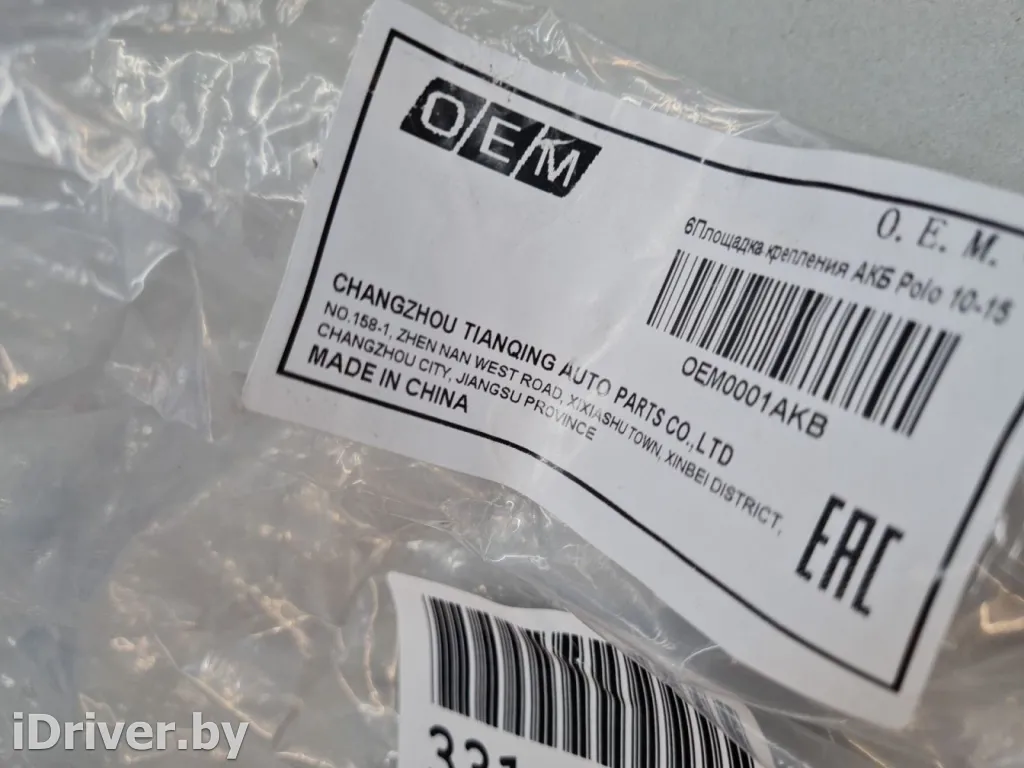 O/E/M
O. E. M.
6Площадка крепления АКБ Polo 10-15
OEM0001AKB
CHANGZHOU TIANQING AUTO PARTS CO.,LTD
NO.158-1, ZHEN NAN WEST ROAD, XIXIASHU TOWN, XINBEI DISTRICT,
CHANGZHOU CITY, JIANGSU PROVINCE
MADE IN CHINA
EAC
iDriver.by